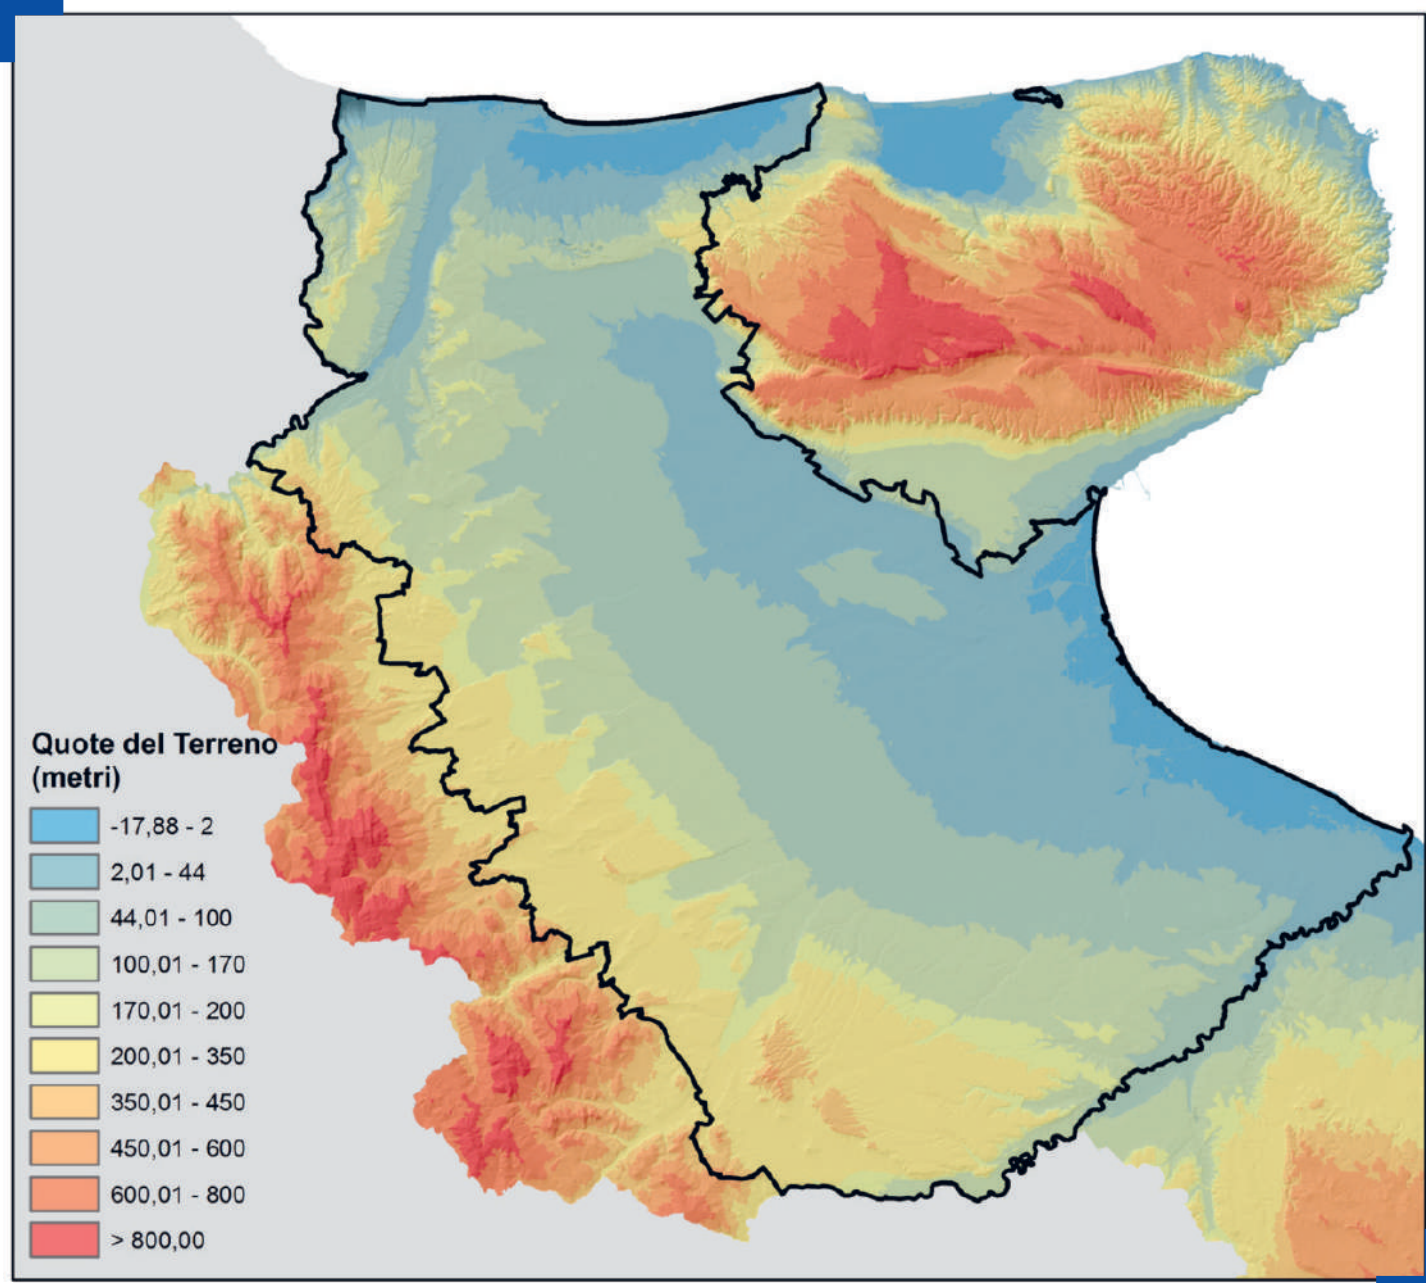 Quote del Terreno
(metri)
-17,88 - 2
2,01 - 44
44,01 - 100
100,01 - 170
170,01 - 200
200,01 - 350
350,01 - 450
450,01 - 600
600,01 - 800
> 800,00